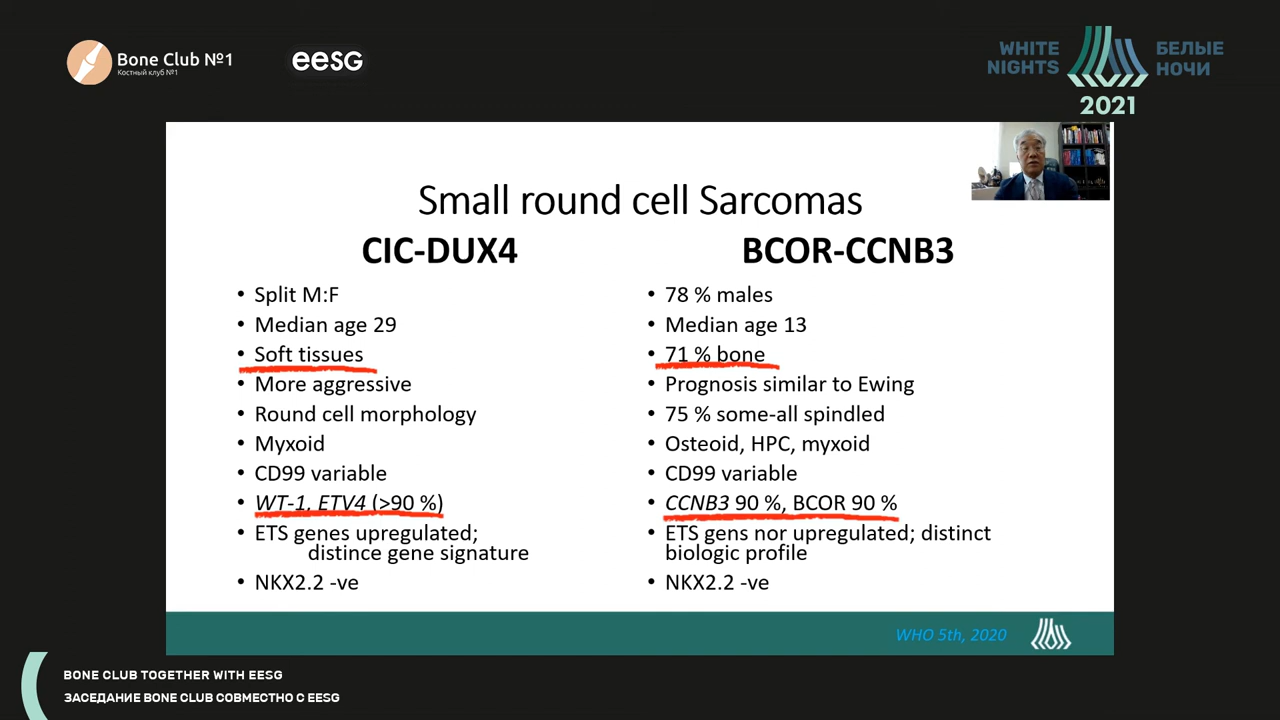 Bone Club №1
Костный клуб №1
eesg
WHITE
NIGHTS
БЕЛЫЕ
НОЧИ
2021
Small round cell Sarcomas
CIC-DUX4
• Split M:F
• Median age 29
• Soft tissues
• More aggressive
• Round cell morphology
• Myxoid
• CD99 variable
• WT-1, ETV4 (>90 %)
• ETS genes upregulated;
distince gene signature
• NKX2.2 -ve
BCOR-CCNB3
• 78 % males
• Median age 13
• 71 % bone
• Prognosis similar to Ewing
• 75 % some-all spindled
• Osteoid, HPC, myxoid
• CD99 variable
• CCNB3 90 %, BCOR 90 %
• ETS gens nor upregulated; distinct
biologic profile
• NKX2.2 -ve
WHO 5th, 2020
BONE CLUB TOGETHER WITH EESG
ЗАСЕДАНИЕ BONE CLUB СОВМЕСТНО С EESG